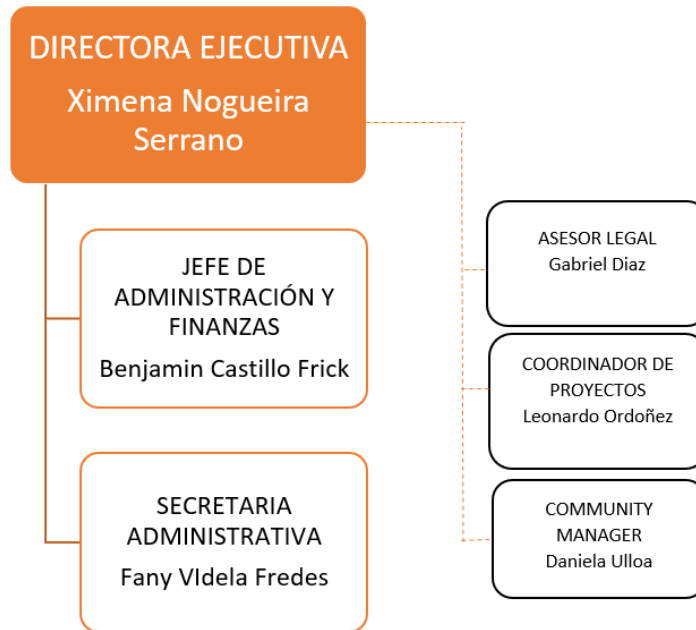 DIRECTORA EJECUTIVA
Ximena Nogueira
Serrano
JEFE DE
ADMINISTRACIÓN Y
FINANZAS
Benjamin Castillo Frick
SECRETARIA
ADMINISTRATIVA
Fany VIdela Fredes
ASESOR LEGAL
Gabriel Diaz
COORDINADOR DE
PROYECTOS
Leonardo Ordoñez
COMMUNITY
MANAGER
Daniela Ulloa